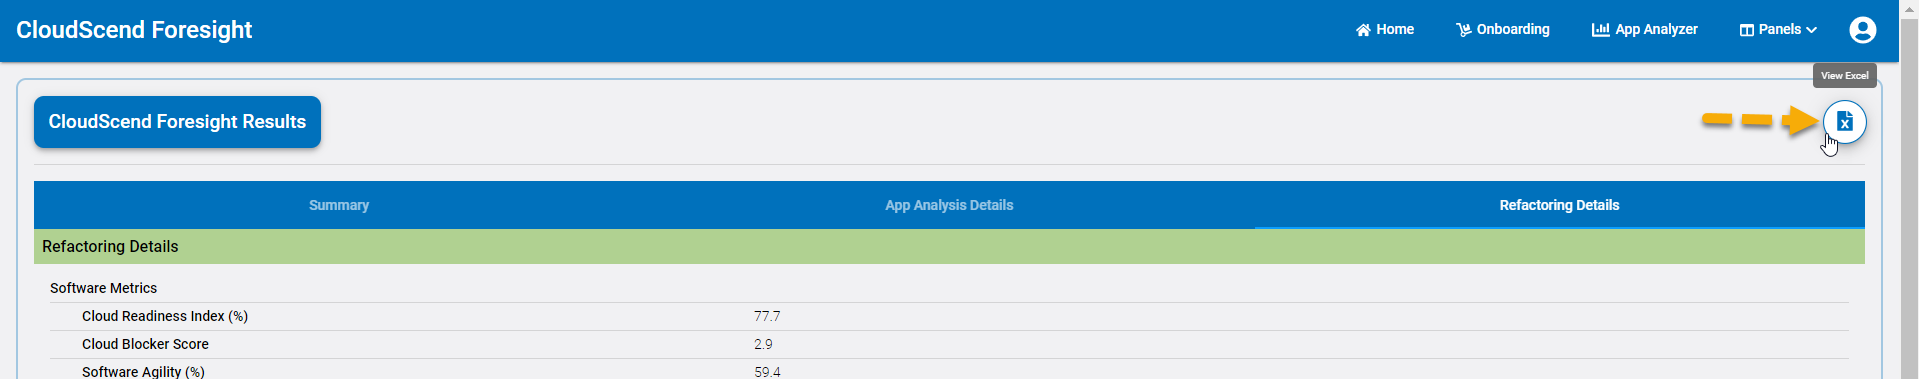 CloudScend Foresight
Home Onboarding App Analyzer Panels
View Excel
CloudScend Foresight Results
Summary App Analysis Details Refactoring Details
Refactoring Details
Software Metrics
Cloud Readiness Index (%) 77.7
Cloud Blocker Score 2.9
Software Agility (%) 59.4